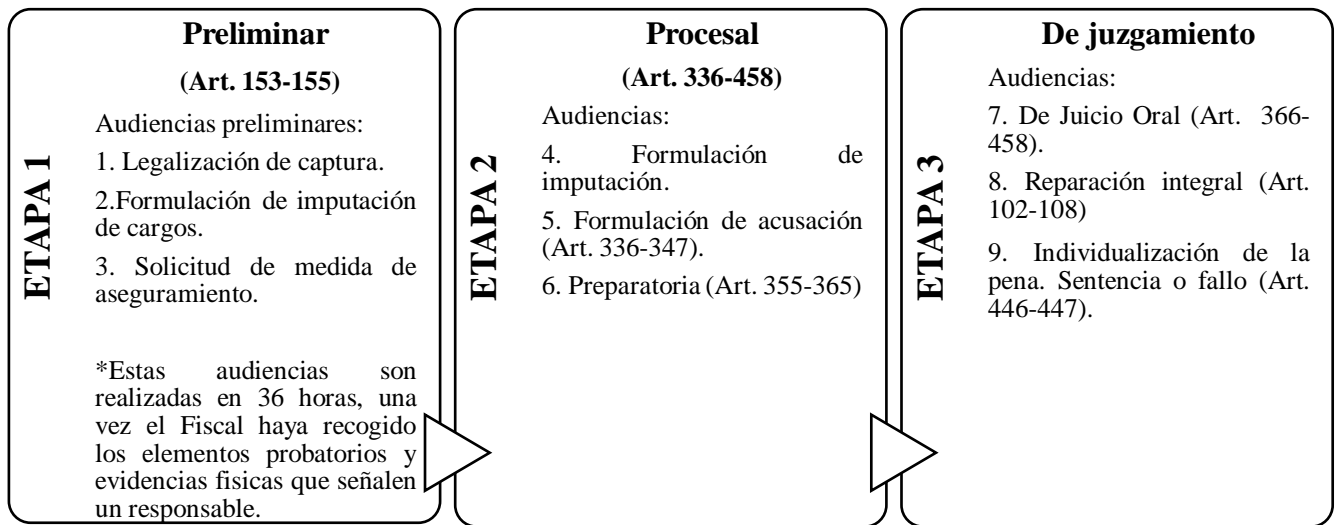 ETAPA 1
Preliminar
(Art. 153-155)
Audiencias preliminares:
1. Legalización de captura.
2.Formulación de imputación
de cargos.
3. Solicitud de medida de
aseguramiento.
*Estas audiencias son
realizadas en 36 horas, una
vez el Fiscal haya recogido
los elementos probatorios y
evidencias fisicas que señalen
un responsable.
ETAPA 2
Procesal
(Art. 336-458)
Audiencias:
4. Formulación de
imputación.
5. Formulación de acusación
(Art. 336-347).
6. Preparatoria (Art. 355-365)
ETAPA 3
De juzgamiento
Audiencias:
7. De Juicio Oral (Art. 366-
458).
8. Reparación integral (Art.
102-108)
9. Individualización de la
pena. Sentencia o fallo (Art.
446-447).